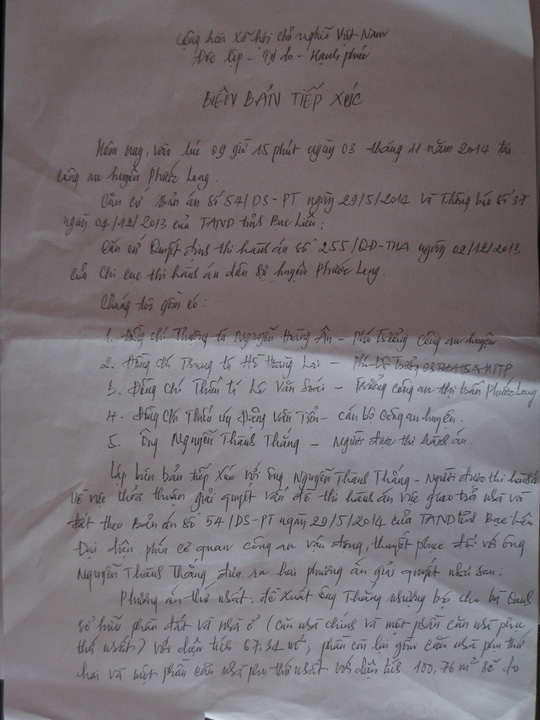 Cộng hòa xã hội chủ nghĩa Việt Nam
Độc lập - Tự do - Hạnh phúc
BIÊN BẢN TIẾP XÚC
Hôm nay, vào lúc 09 giờ 15 phút ngày 03 tháng 11 năm 2014 tại
Công an huyện Phước Long.
Căn cứ bản án số 54/DS-PT ngày 29/5/2012 và Thông báo số 37
ngày 04/12/2013 của TAND tỉnh Bạc Liêu;
Căn cứ Quyết định thi hành án số 255/QĐ-THA ngày 02/12/2013
của Chi cục thi hành án dân sự huyện Phước Long.
Chúng tôi gồm có:
1. Đồng chí Thượng tá Nguyễn Hoàng Ân - Phó trưởng công an huyện
2. Đồng chí Trung tá Hồ Hoàng Lai - Phó Đội trưởng
3. Đồng chí Thiếu tá Lê Văn - Trưởng công an thị trấn Phước Long
4. Đồng chí Thiếu úy Đặng Văn Tiền - cán bộ công an huyện.
5. Ông Nguyễn Thành Thắng - Người được thi hành án.
Lập biên bản tiếp xúc với ông Nguyễn Thành Thắng - Người được thi hành án
về việc thỏa thuận giải quyết vấn đề thi hành án việc giao trả nhà và
đất theo Bản án số 54/DS-PT ngày 29/5/2014 của TAND tỉnh Bạc Liêu
Đại diện phía cơ quan công an vận động, thuyết phục đối với ông
Nguyễn Thành Thắng đưa ra hai phương án giải quyết như sau:
Phương án thứ nhất: đề xuất ông Thắng nhường bộ cho bà Oanh
sở hữu phần đất và nhà ở (căn nhà chính và một phần căn nhà phụ
thứ nhất) với diện tích 67,34 m², phần còn lại gồm căn nhà phụ thứ
hai và một phần căn nhà phụ thứ nhất với diện tích 100,76 m² sẽ do